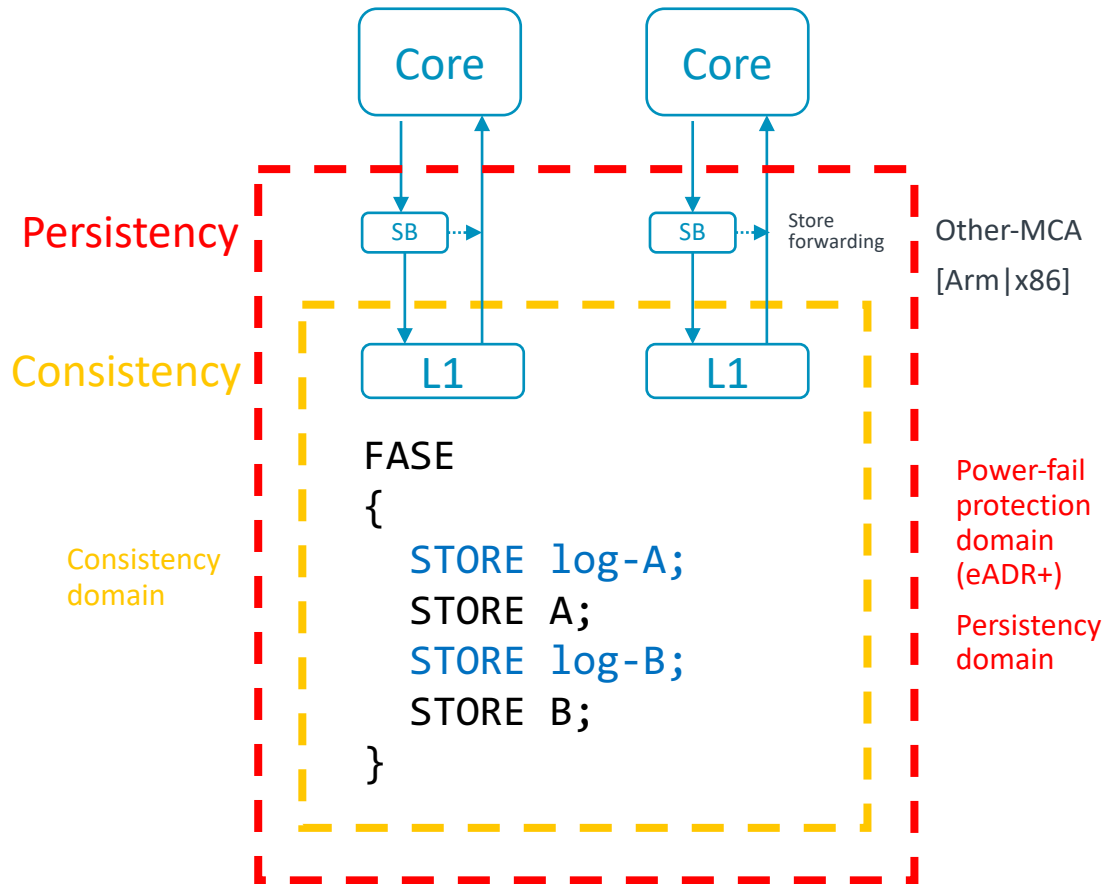 Core
Core
Persistency
SB
SB
Store
forwarding
Other-MCA
[Arm|x86]
Consistency
L1
L1
FASE
{
STORE log-A;
STORE A;
STORE log-B;
STORE B;
}
Consistency
domain
Power-fail
protection
domain
(eADR+)
Persistency
domain